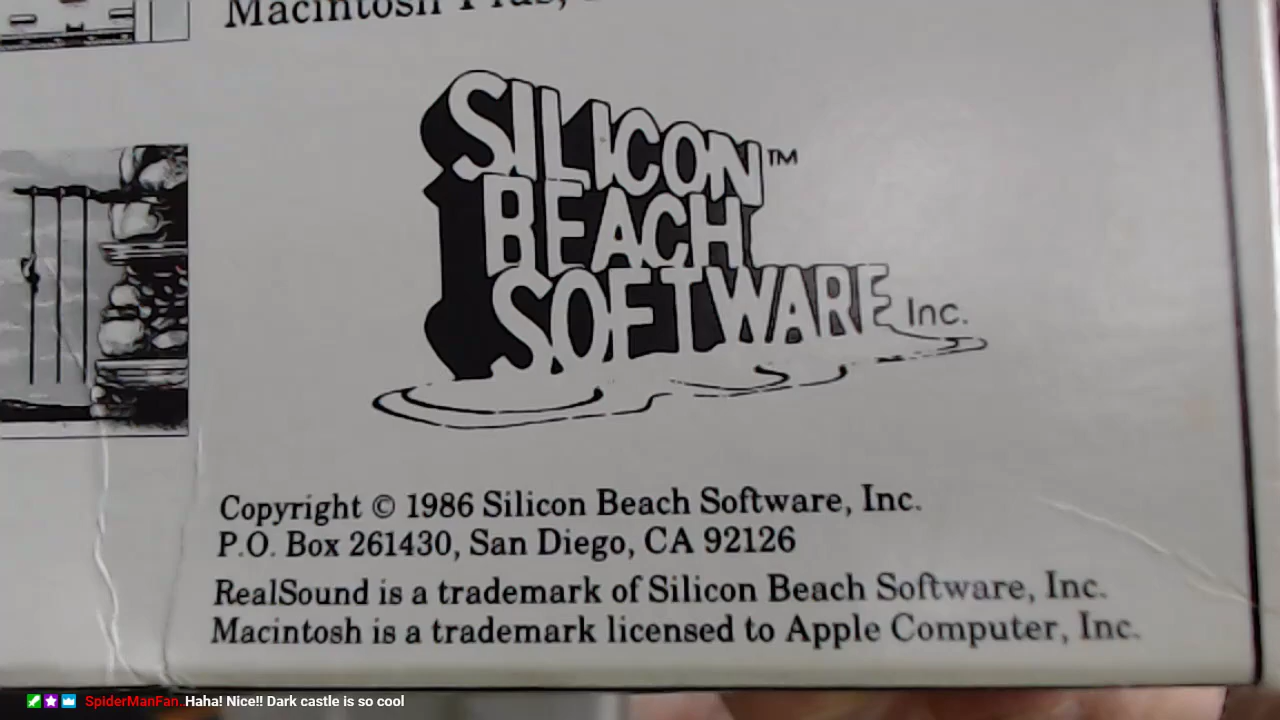 Macintosh Plus,
SILICON™
BEACH
SOFTWARE Inc.
Copyright © 1986 Silicon Beach Software, Inc.
P.O. Box 261430, San Diego, CA 92126
RealSound is a trademark of Silicon Beach Software, Inc.
Macintosh is a trademark licensed to Apple Computer, Inc.
SpiderManFan: Haha! Nice!! Dark castle is so cool